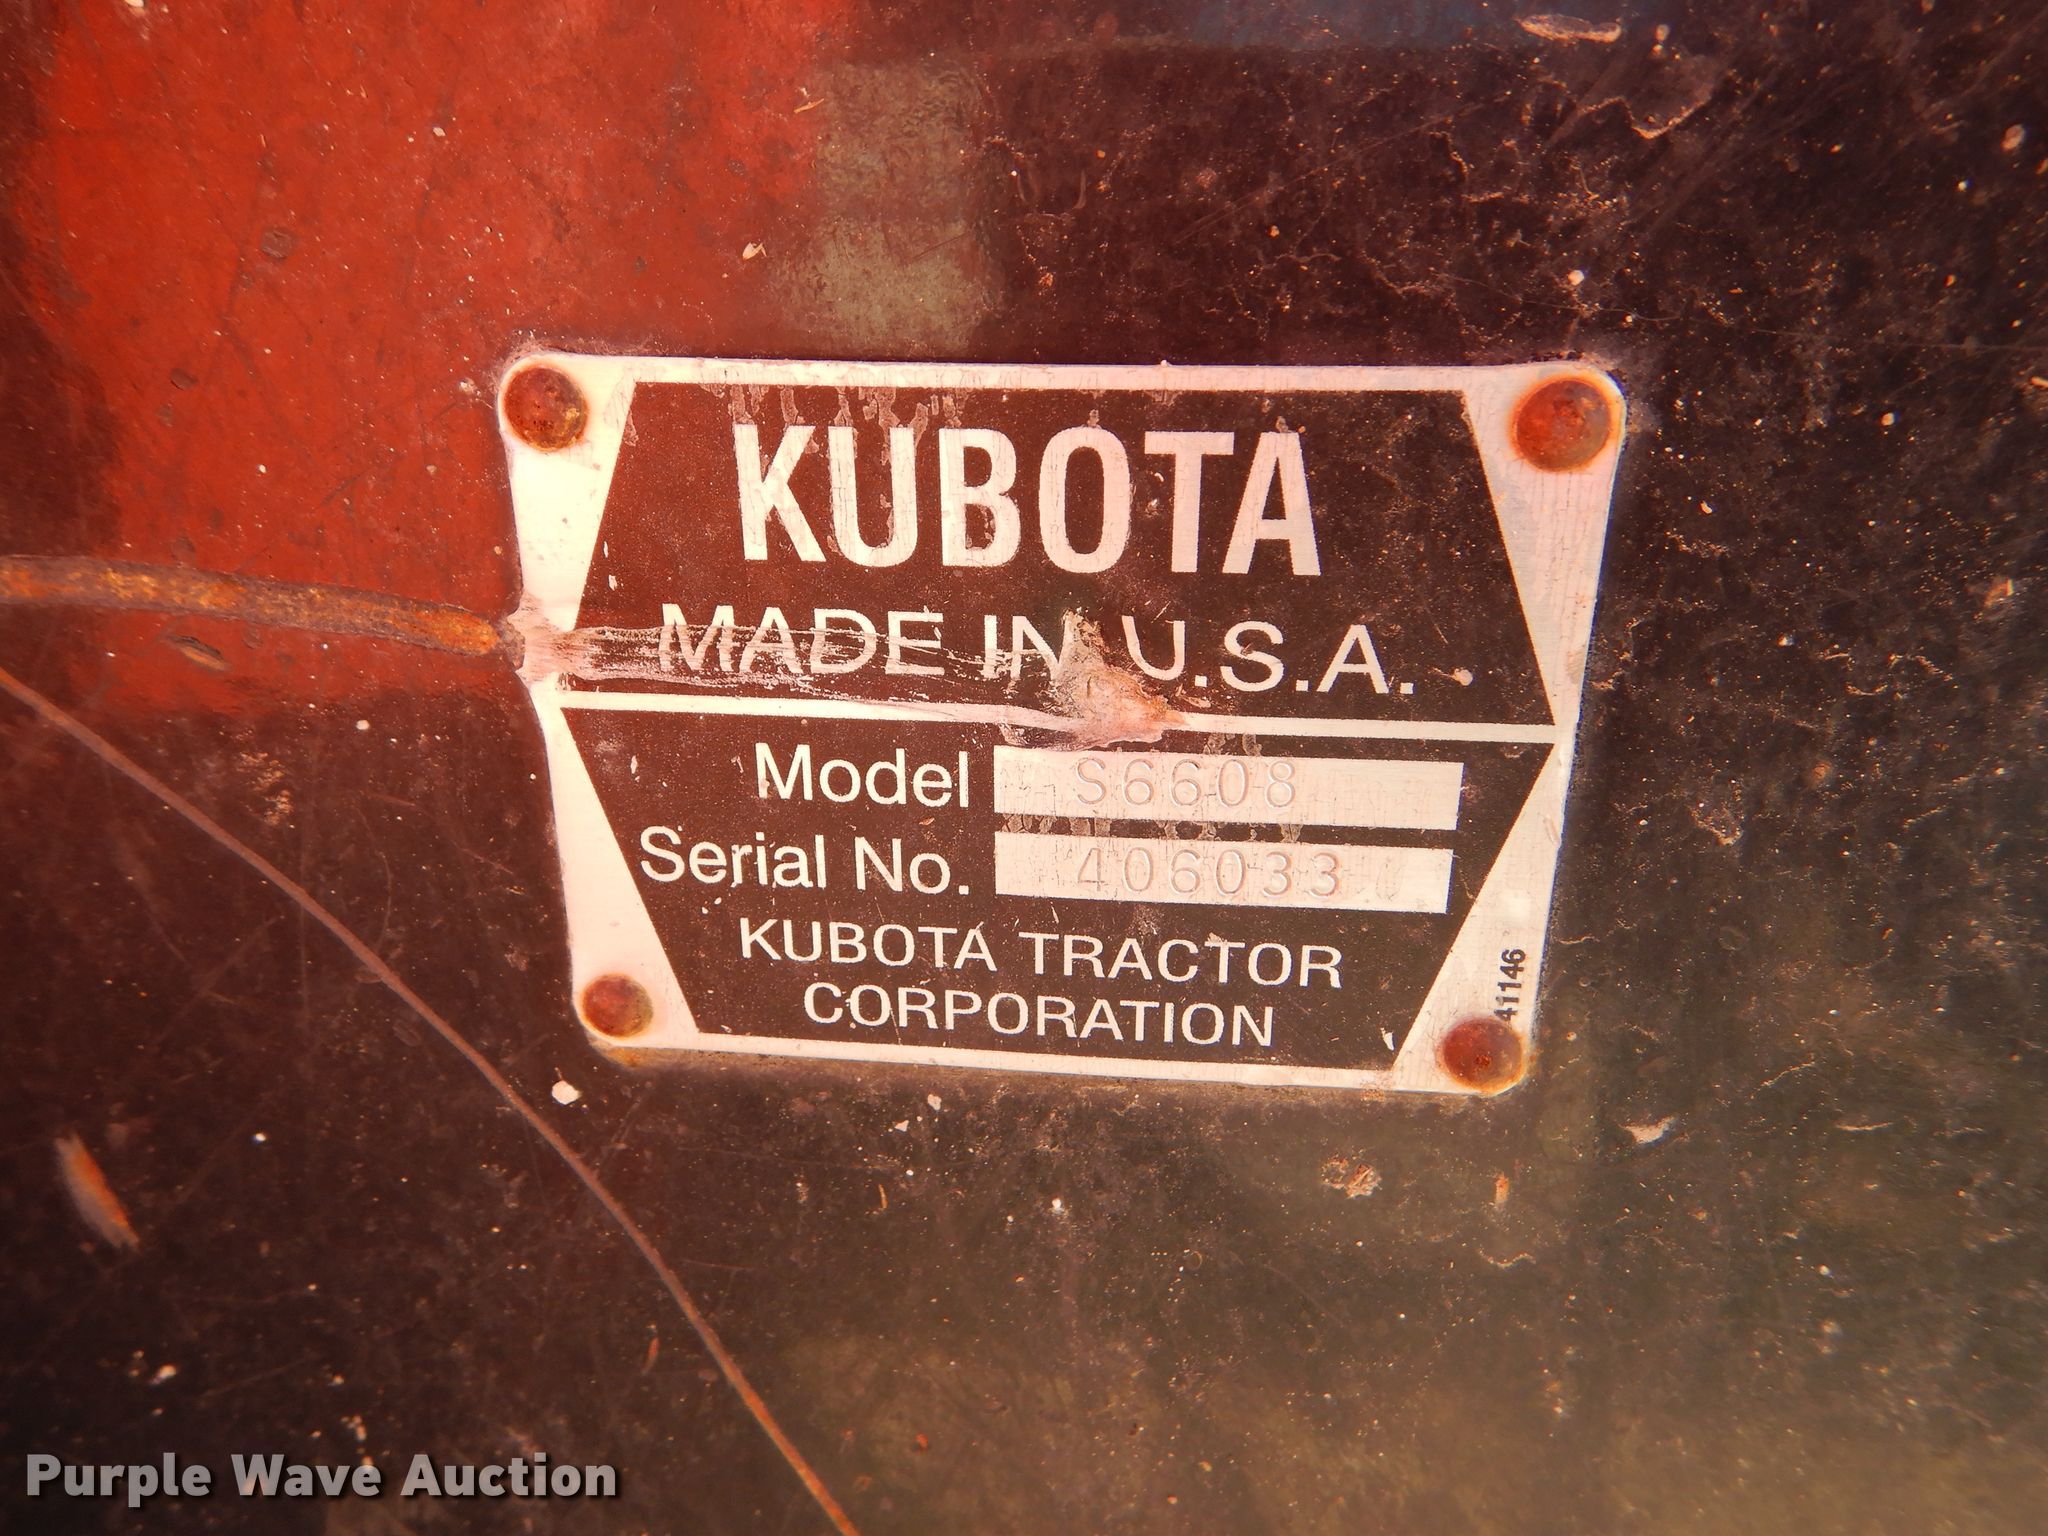 KUBOTA
MADE IN U.S.A.
Model S6608
Serial No. 406033
KUBOTA TRACTOR
CORPORATION
41146
Purple Wave Auction